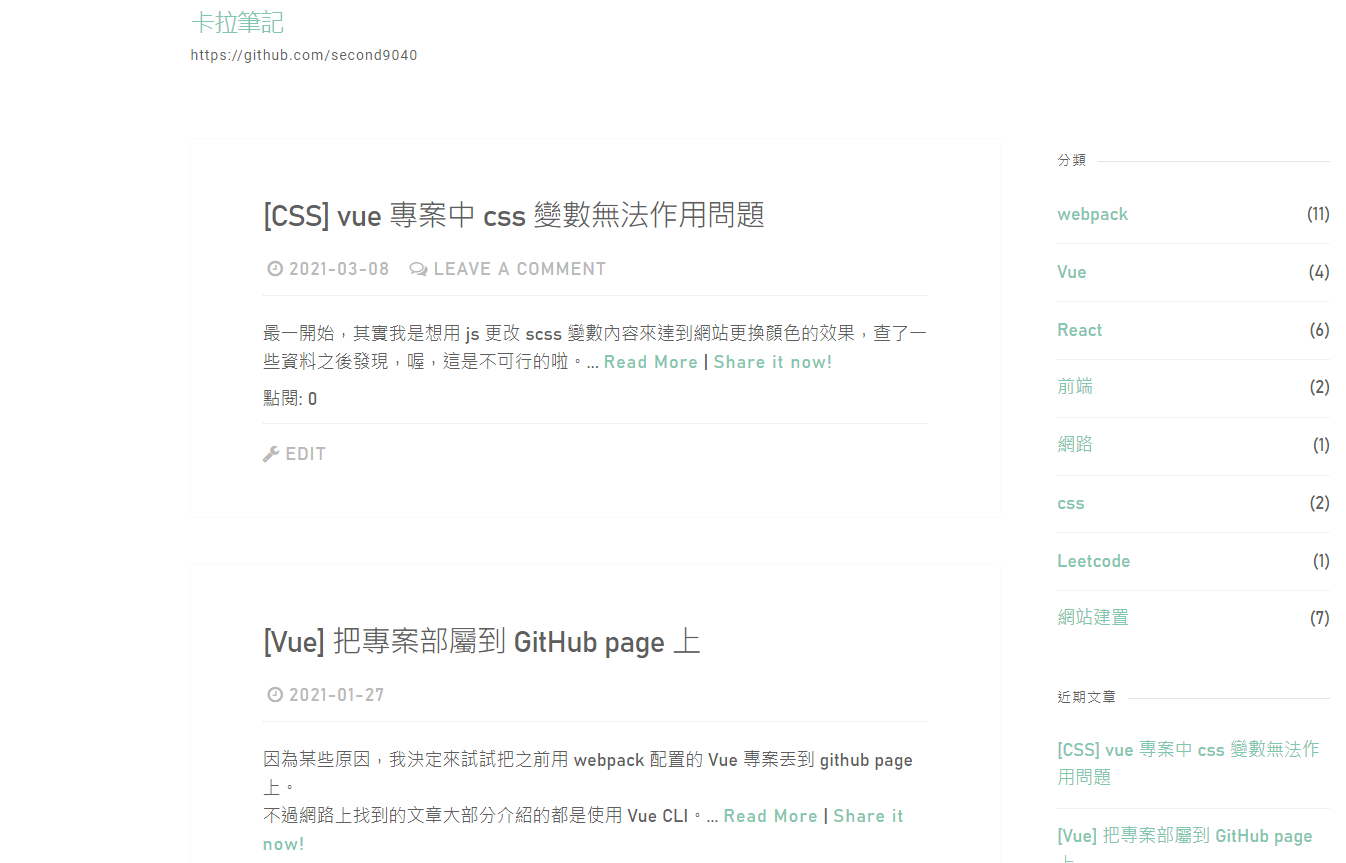 卡拉筆記
https://github.com/second9040
[CSS] vue 專案中 css 變數無法作用問題
2021-03-08 LEAVE A COMMENT
最一開始，其實我是想用 js 更改 scss 變數內容來達到網站更換顏色的效果，查了一
些資料之後發現，喔，這是不可行的啦。... Read More | Share it now!
點閱: 0
EDIT
[Vue] 把專案部屬到 GitHub page 上
2021-01-27
因為某些原因，我決定來試試把之前用 webpack 配置的 Vue 專案丟到 github page
上。
不過網路上找到的文章大部分介紹的都是使用 Vue CLI。... Read More | Share it
now!
分類
webpack (11)
Vue (4)
React (6)
前端 (2)
網路 (1)
css (2)
Leetcode (1)
網站建置 (7)
近期文章
[CSS] vue 專案中 css 變數無法作
用問題
[Vue] 把專案部屬到 GitHub page
上